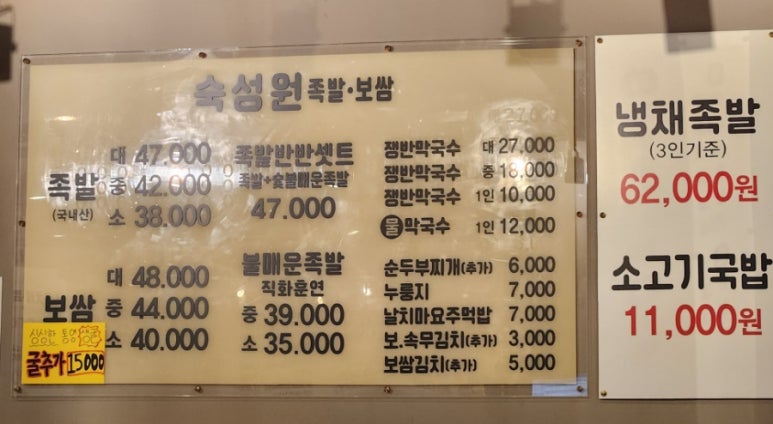 숙성원 족발·보쌈
족발
(국내산)
대 47.000
중 42.000
소 38.000
족발반반셋트
족발+숯불매운족발
47.000
보쌈
대 48.000
중 44.000
소 40.000
불매운족발
직화훈연
중 39.000
소 35.000
쟁반막국수 대 27,000
쟁반막국수 중 18,000
쟁반막국수 1인 10,000
물막국수 1인 12,000
순두부찌개(추가) 6,000
누룽지 7,000
날치마요주먹밥 7,000
보.속무김치(추가) 3,000
보쌈김치(추가) 5,000
싱싱한 통영
굴추가 15000
냉채족발
(3인기준)
62,000원
소고기국밥
11,000원